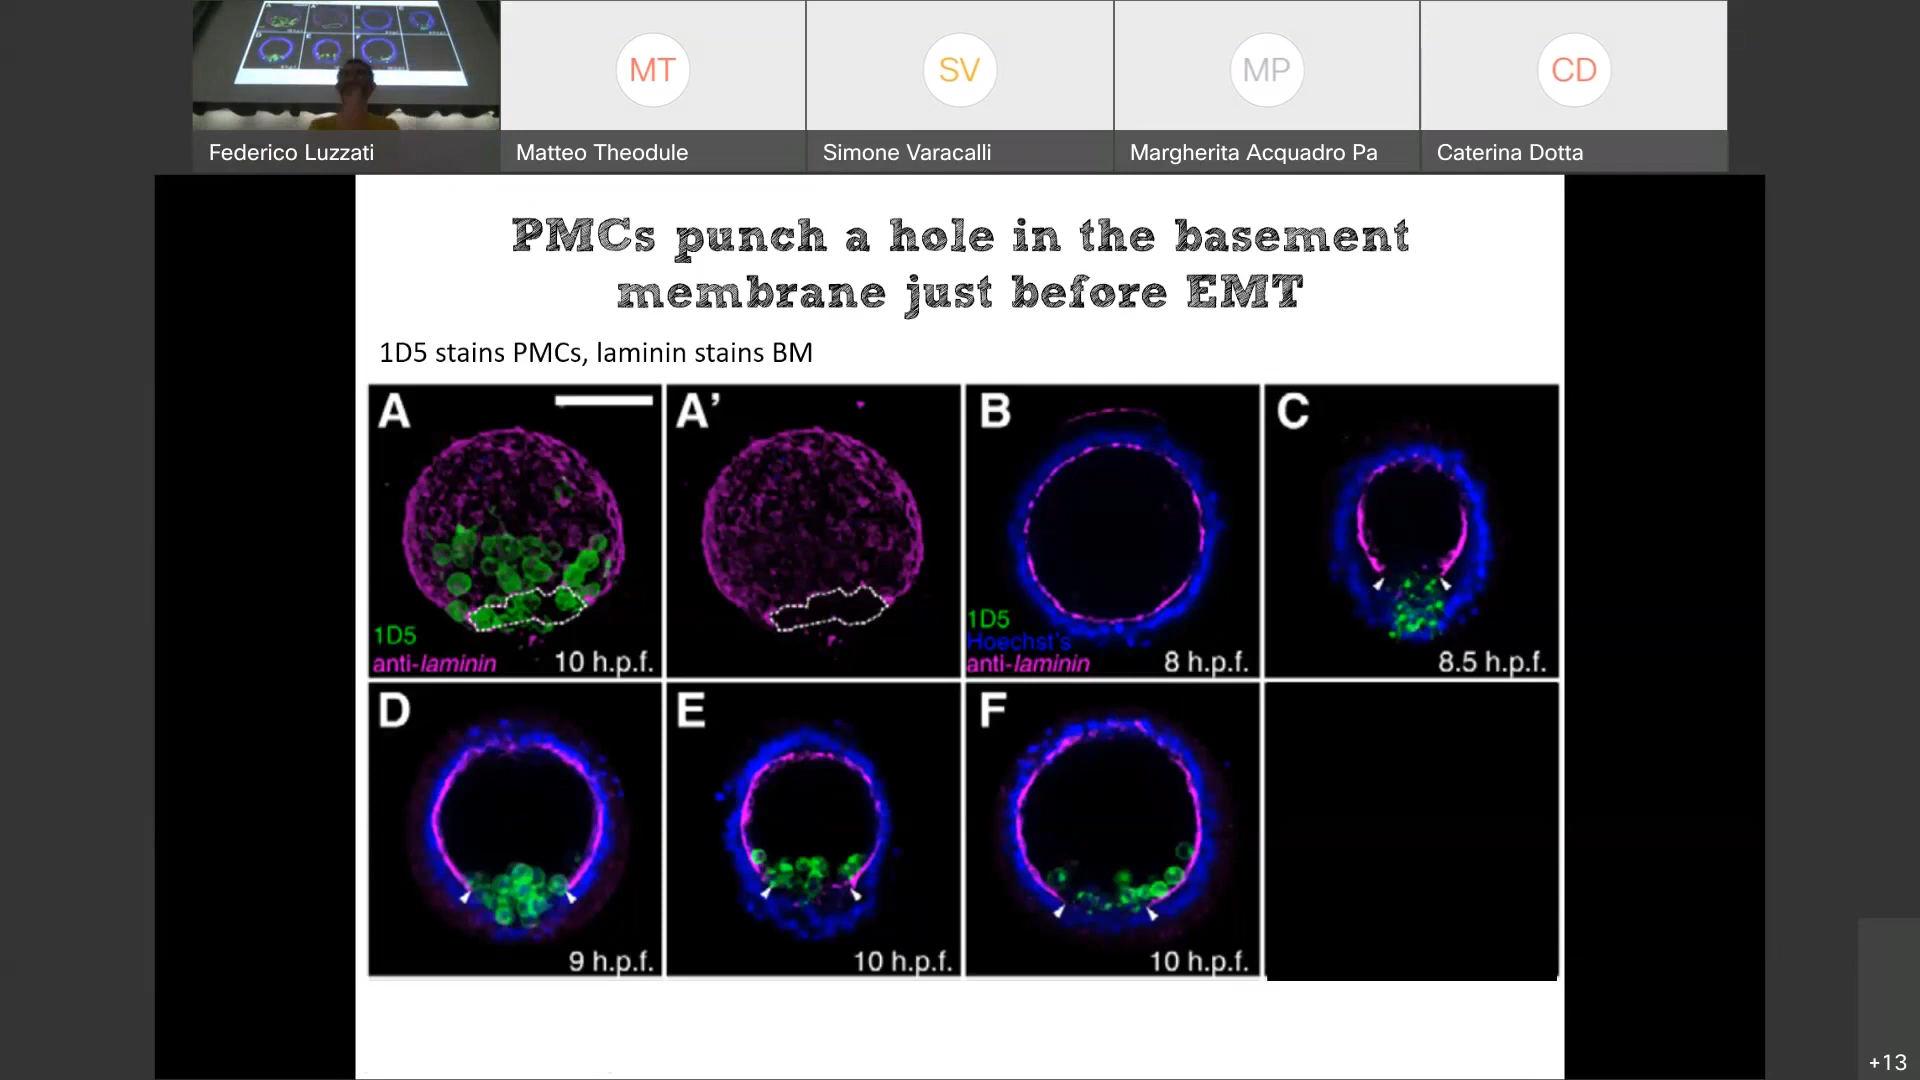 MT
SV
MP
CD
Federico Luzzati
Matteo Theodule
Simone Varacalli
Margherita Acquadro Pa
Caterina Dotta
PMCs punch a hole in the basement
membrane just before EMT
1D5 stains PMCs, laminin stains BM
A
A’
B
C
1D5
anti-laminin
10 h.p.f.
1D5
Hoechst's
anti-laminin
8 h.p.f.
8.5 h.p.f.
D
E
F
9 h.p.f.
10 h.p.f.
10 h.p.f.
+13